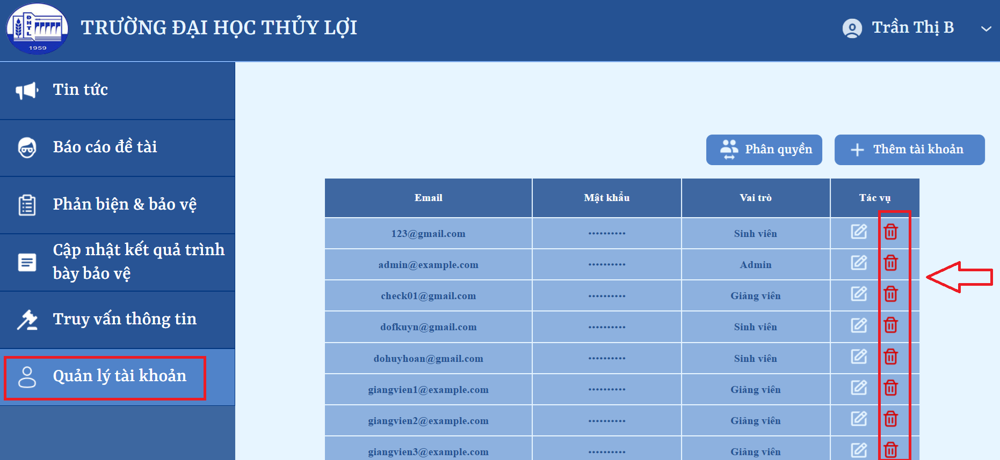 ĐHTL
1959
TRƯỜNG ĐẠI HỌC THỦY LỢI
Trần Thị B
Tin tức
Báo cáo đề tài
Phản biện & bảo vệ
Cập nhật kết quả trình
bày bảo vệ
Truy vấn thông tin
Quản lý tài khoản
Phân quyền
Thêm tài khoản
Email Mật khẩu Vai trò Tác vụ
123@gmail.com •••••••••• Sinh viên
admin@example.com •••••••••• Admin
check01@gmail.com •••••••••• Giảng viên
dofkuyn@gmail.com •••••••••• Sinh viên
dohuyhoan@gmail.com •••••••••• Sinh viên
giangvien1@example.com •••••••••• Giảng viên
giangvien2@example.com •••••••••• Giảng viên
giangvien3@example.com •••••••••• Giảng viên